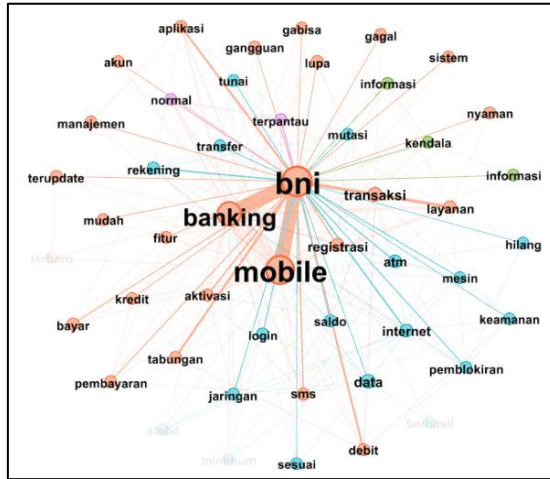 aplikasi
gabisa
gagal
gangguan
sistem
akun
lupa
tunai
informasi
normal
nyaman
terpantau
manajemen
mutasi
transfer
kendala
rekening
terupdate
bni
informasi
transaksi
layanan
banking
mudah
fitur
registrasi
hilang
terbaru
mobile
atm
mesin
kredit
aktivasi
bayar
saldo
keamanan
login
internet
tabungan
pembayaran
data
pemblokiran
jaringan
sms
stabil
berhasil
debit
minimum
sesuai